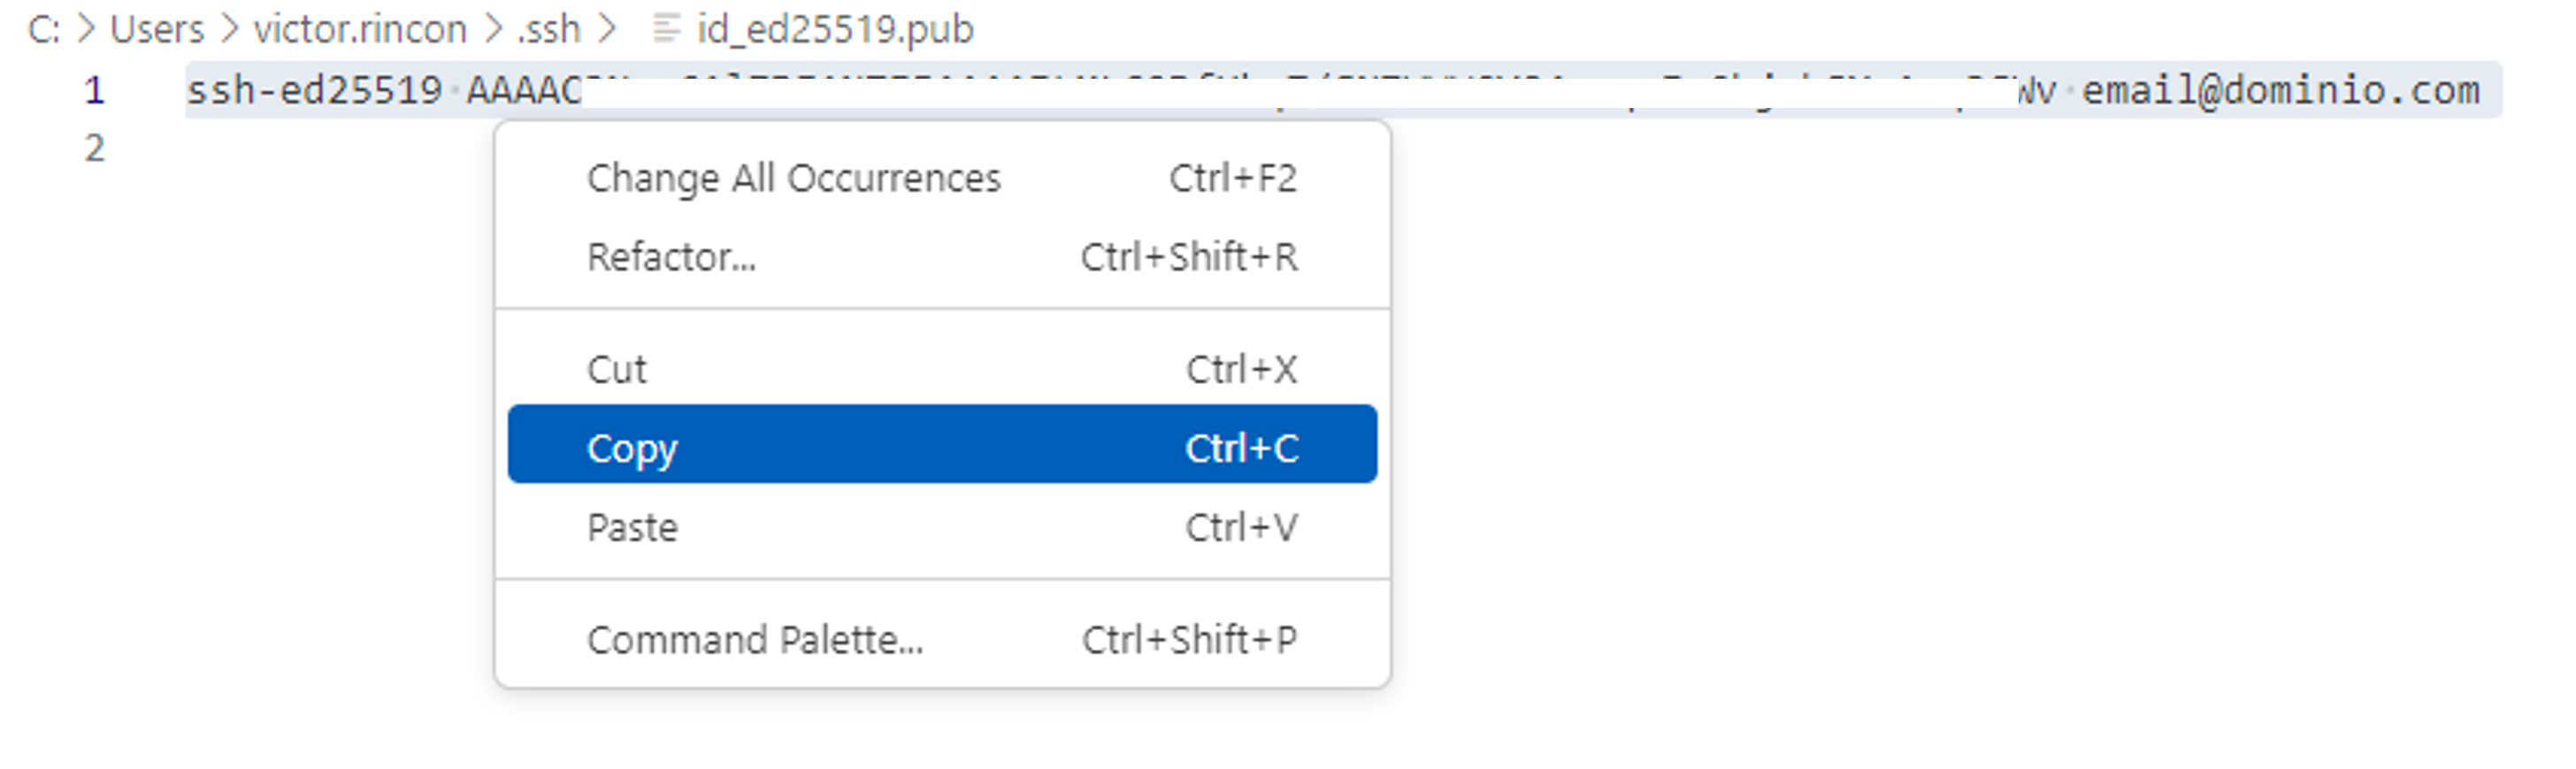 C: > Users > victor.rincon > .ssh > id_ed25519.pub
1 ssh-ed25519 AAAAC Wv email@dominio.com
2
Change All Occurrences Ctrl+F2
Refactor... Ctrl+Shift+R
Cut Ctrl+X
Copy Ctrl+C
Paste Ctrl+V
Command Palette... Ctrl+Shift+P